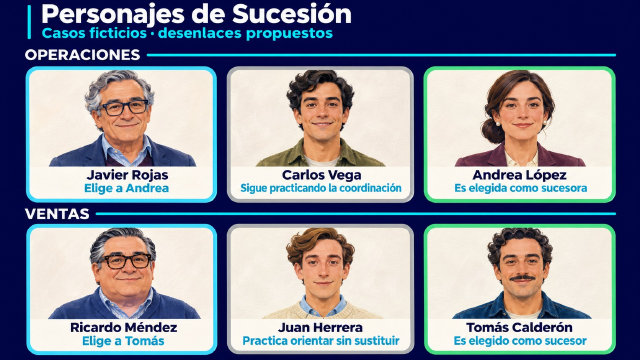 Personajes de Sucesión
Casos ficticios · desenlaces propuestos
OPERACIONES
Javier Rojas
Elige a Andrea
Carlos Vega
Sigue practicando la coordinación
Andrea López
Es elegida como sucesora
VENTAS
Ricardo Méndez
Elige a Tomás
Juan Herrera
Practica orientar sin sustituir
Tomás Calderón
Es elegido como sucesor